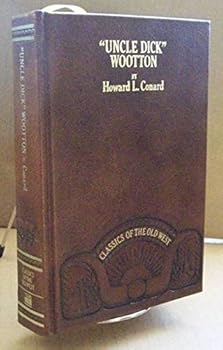 "UNCLE DICK"
WOOTTON
BY
Howard L. Conard
CLASSICS OF THE OLD WEST
"UNCLE DICK" WOOTTON
Conard